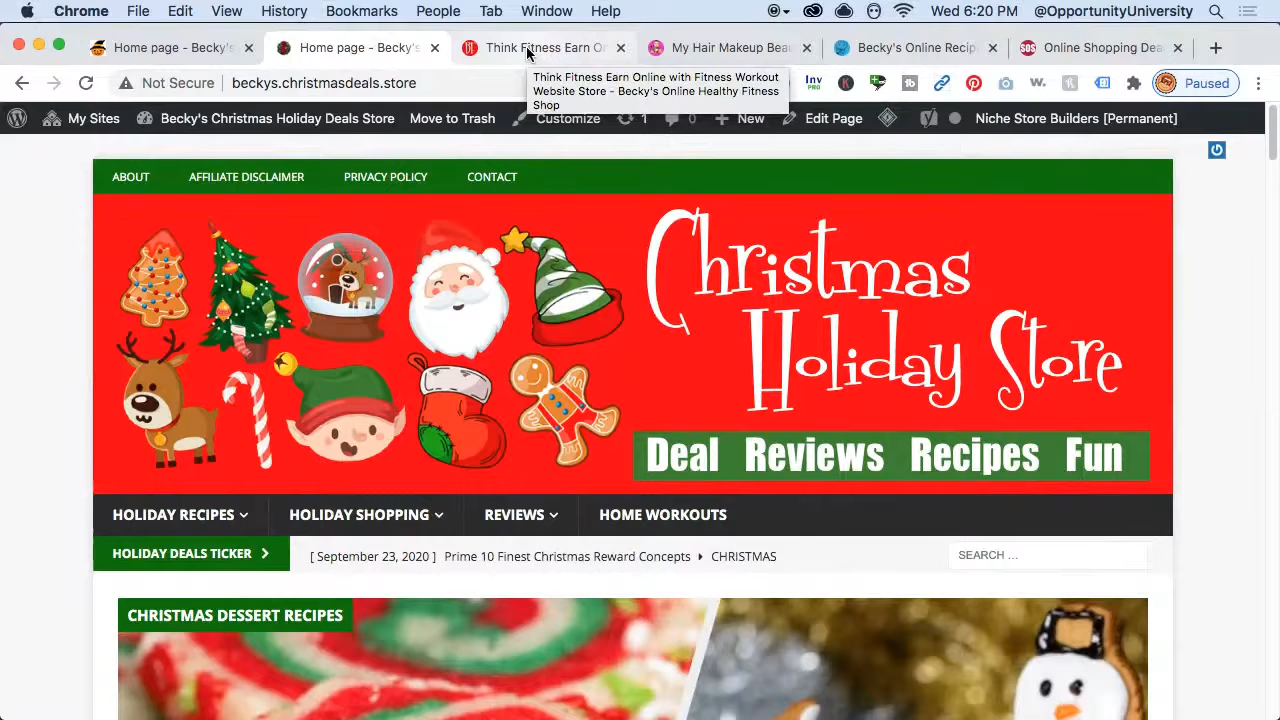 Chrome File Edit View History Bookmarks People Tab Window Help Wed 6:20 PM @OpportunityUniversity
Home page - Becky's Home page - Becky's Think Fitness Earn On My Hair Makeup Bea Becky's Online Recip SOS Online Shopping Dea
Not Secure beckys.christmasdeals.store Inv PRO Paused
Think Fitness Earn Online with Fitness Workout
Website Store - Becky's Online Healthy Fitness
Shop
My Sites Becky's Christmas Holiday Deals Store Move to Trash Customize 1 0 New Edit Page Niche Store Builders [Permanent]
ABOUT AFFILIATE DISCLAIMER PRIVACY POLICY CONTACT
Christmas
Holiday Store
Deal Reviews Recipes Fun
HOLIDAY RECIPES HOLIDAY SHOPPING REVIEWS HOME WORKOUTS
HOLIDAY DEALS TICKER [ September 23, 2020 ] Prime 10 Finest Christmas Reward Concepts CHRISTMAS SEARCH ...
CHRISTMAS DESSERT RECIPES